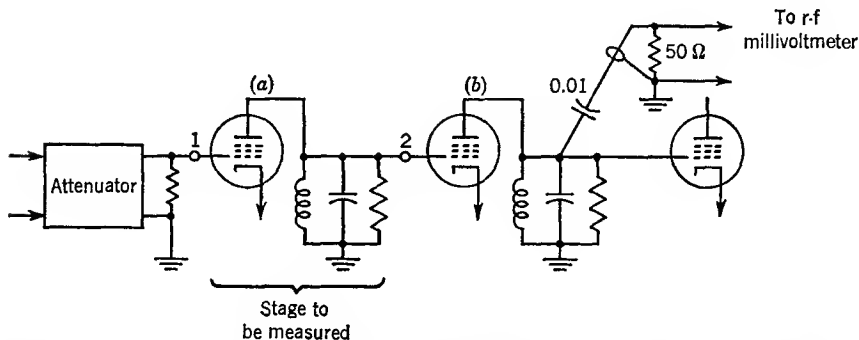 To r-f
millivoltmeter
50 Ω
0.01
(a)
(b)
1
2
Attenuator
Stage to
be measured